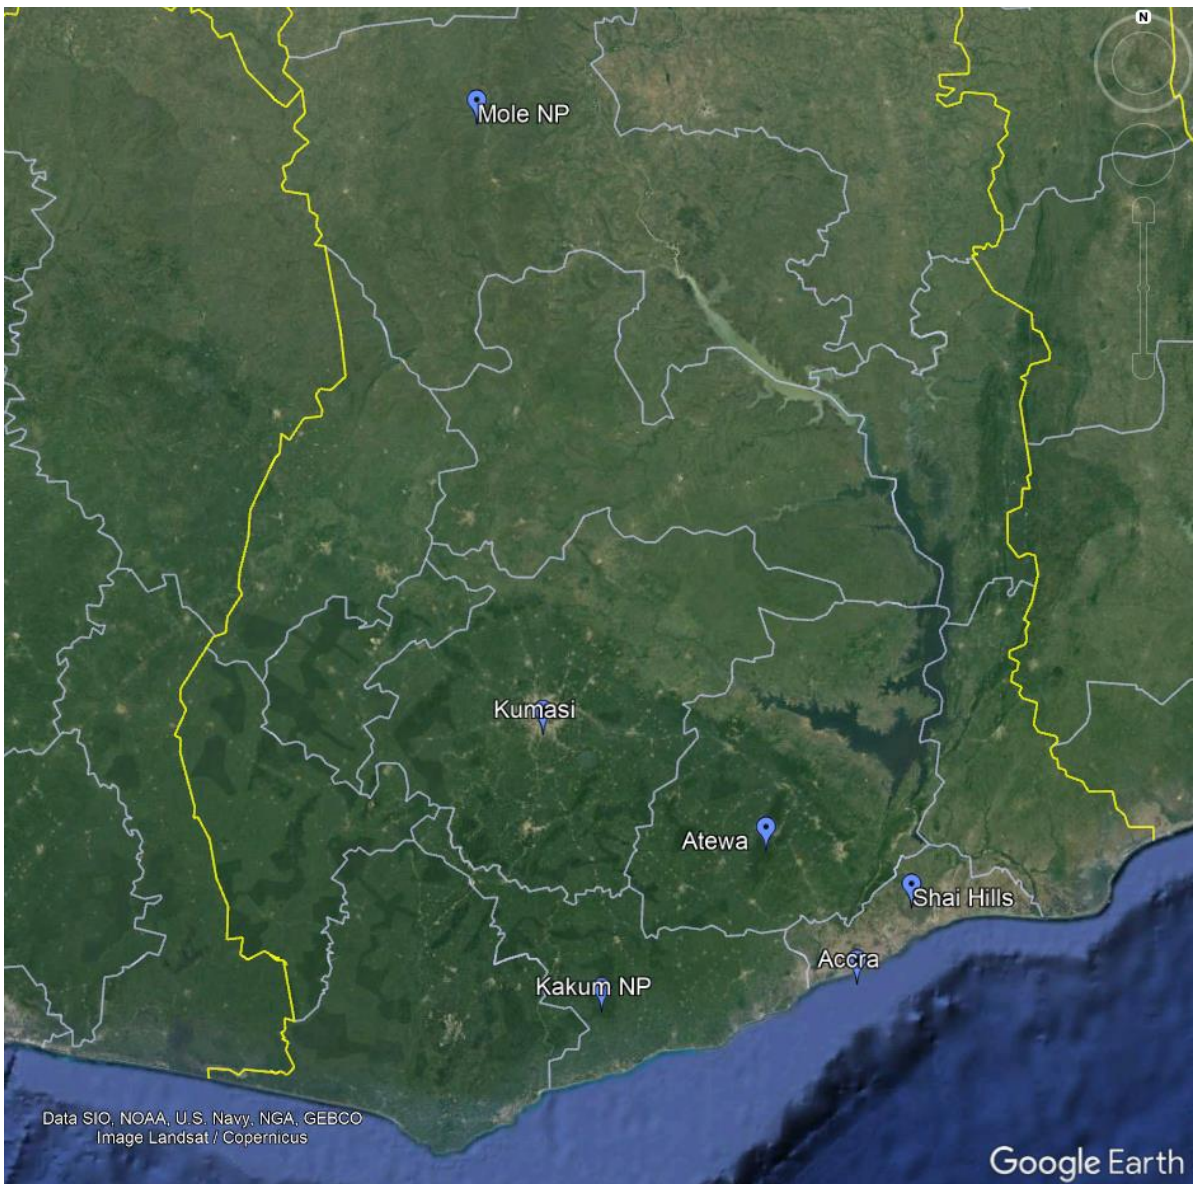 N
Mole NP
Kumasi
Atewa
Shai Hills
Accra
Kakum NP
Data SIO, NOAA, U.S. Navy, NGA, GEBCO
Image Landsat / Copernicus
Google Earth